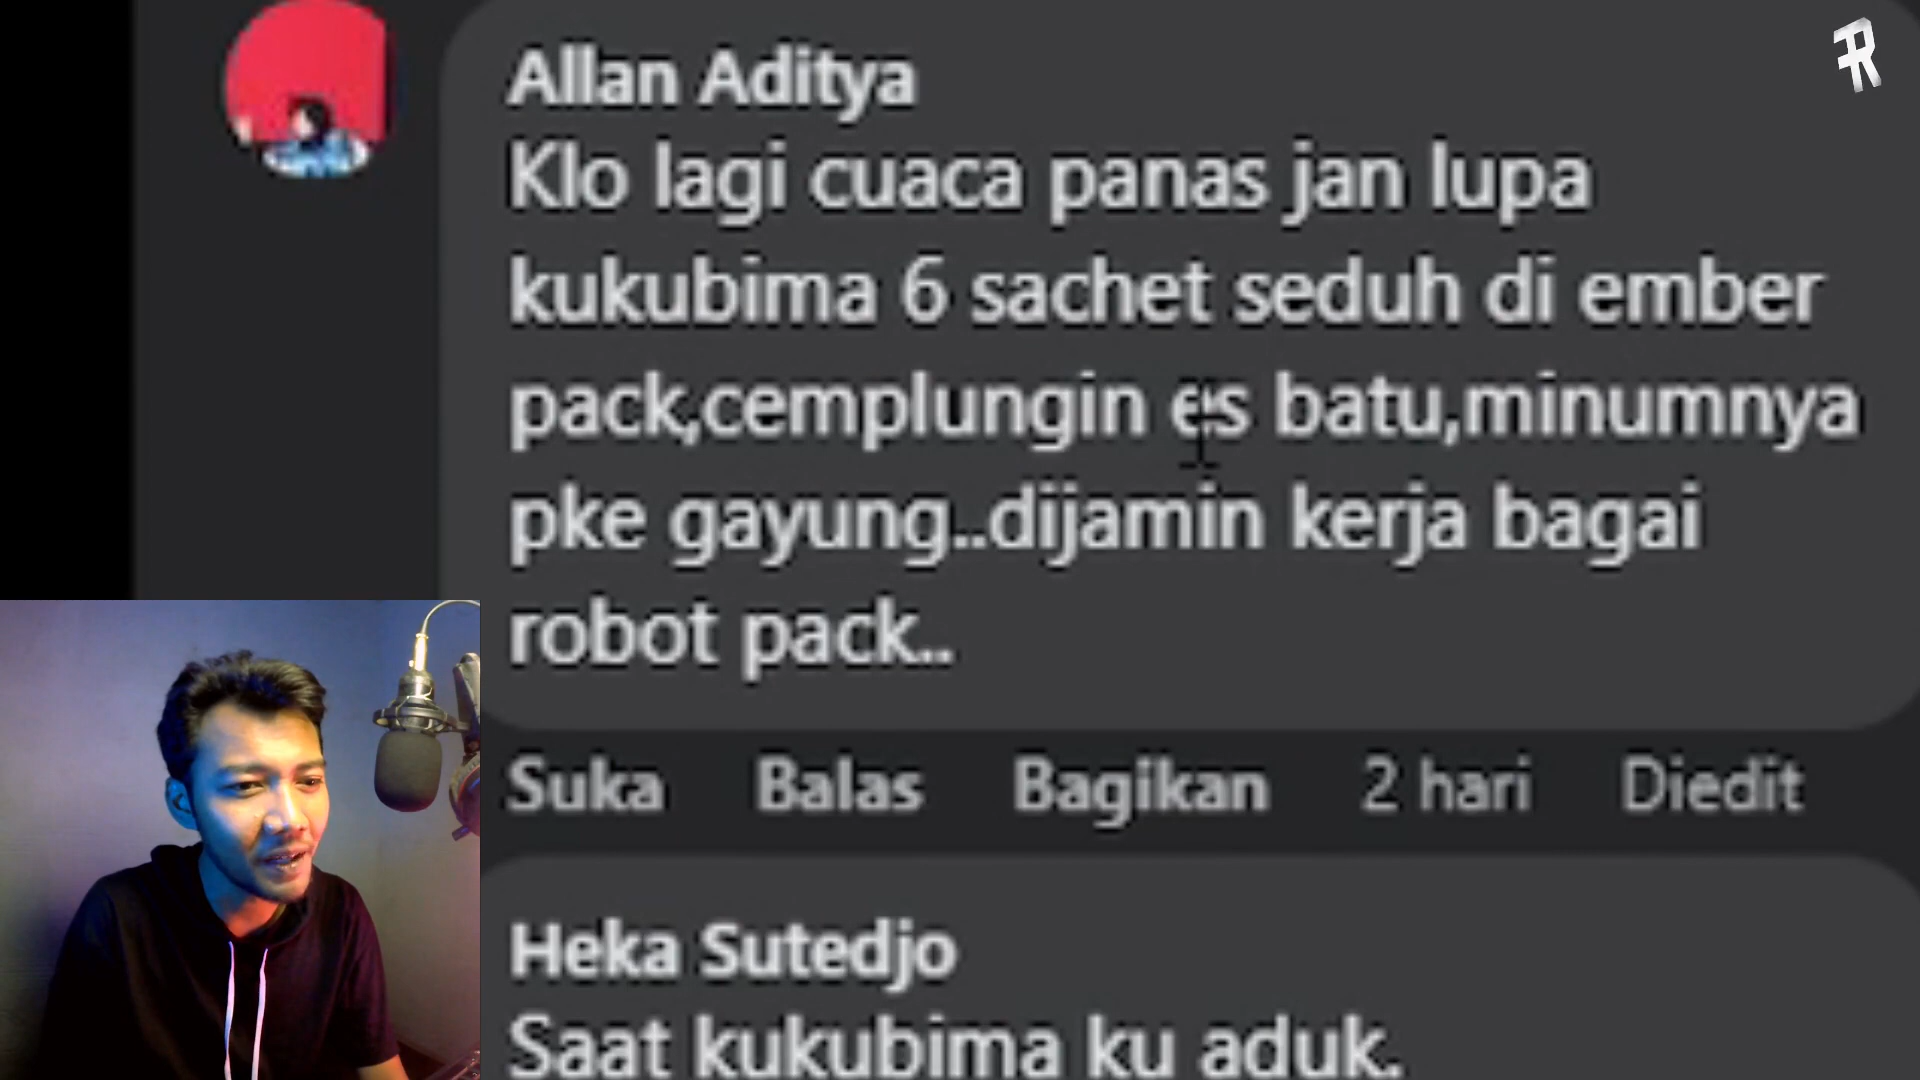 Allan Aditya
Klo lagi cuaca panas jan lupa
kukubima 6 sachet seduh di ember
pack,cemplungin es batu,minumnya
pke gayung..dijamin kerja bagai
robot pack..
Suka Balas Bagikan 2 hari Diedit
Heka Sutedjo
Saat kukubima ku aduk.